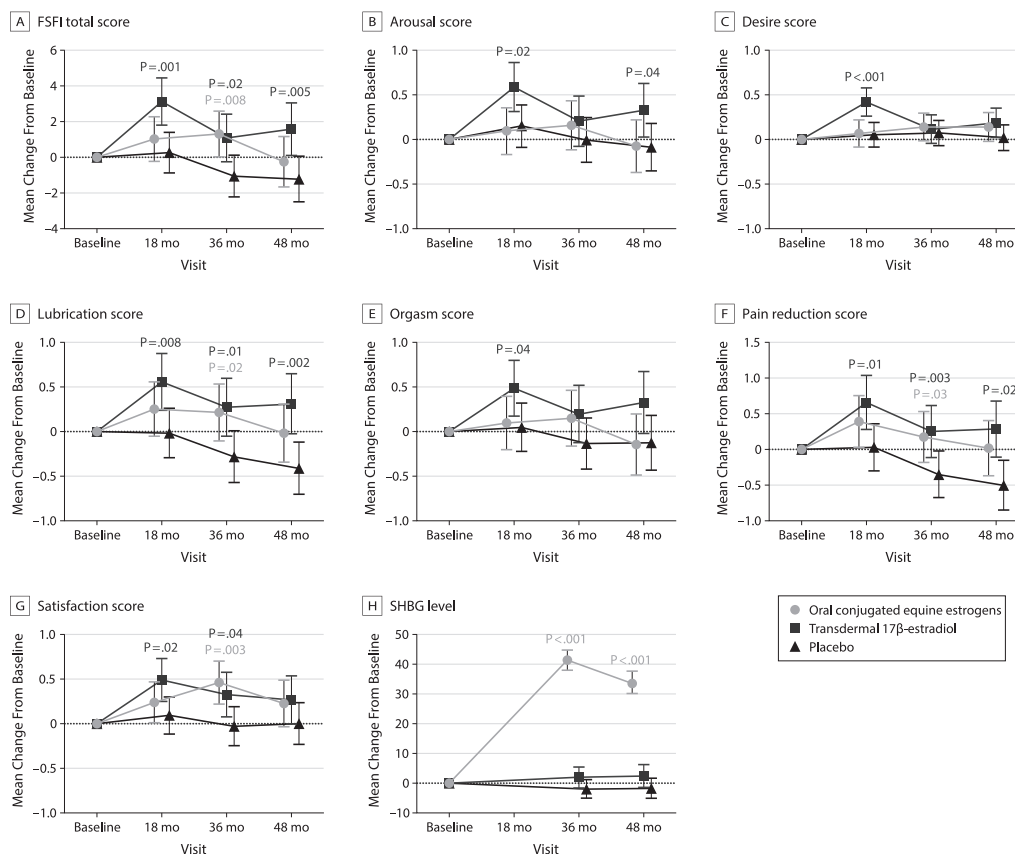 A FSFI total score
Mean Change From Baseline
6
4
2
0
−2
−4
P=.001
P=.02
P=.008
P=.005
Baseline 18 mo 36 mo 48 mo
Visit
B Arousal score
Mean Change From Baseline
1.0
0.5
0
−0.5
−1.0
P=.02
P=.04
Baseline 18 mo 36 mo 48 mo
Visit
C Desire score
Mean Change From Baseline
1.0
0.5
0
−0.5
−1.0
P<.001
Baseline 18 mo 36 mo 48 mo
Visit
D Lubrication score
Mean Change From Baseline
1.0
0.5
0
−0.5
−1.0
P=.008
P=.01
P=.02
P=.002
Baseline 18 mo 36 mo 48 mo
Visit
E Orgasm score
Mean Change From Baseline
1.0
0.5
0
−0.5
−1.0
P=.04
Baseline 18 mo 36 mo 48 mo
Visit
F Pain reduction score
Mean Change From Baseline
1.5
1.0
0.5
0
−0.5
−1.0
P=.01
P=.003
P=.03
P=.02
Baseline 18 mo 36 mo 48 mo
Visit
G Satisfaction score
Mean Change From Baseline
1.0
0.5
0
−0.5
−1.0
P=.02
P=.04
P=.003
Baseline 18 mo 36 mo 48 mo
Visit
H SHBG level
Mean Change From Baseline
50
40
30
20
10
0
−10
P<.001
P<.001
Baseline 18 mo 36 mo 48 mo
Visit
Oral conjugated equine estrogens
Transdermal 17β-estradiol
Placebo